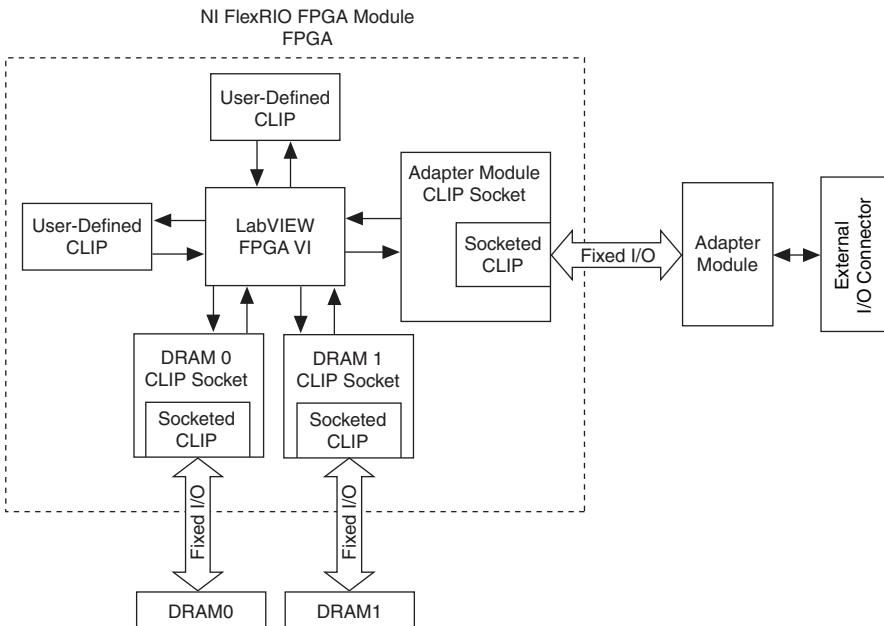 NI FlexRIO FPGA Module
FPGA
User-Defined
CLIP
Adapter Module
CLIP Socket
User-Defined
CLIP
LabVIEW
FPGA VI
Socketed
CLIP
Fixed I/O
Adapter
Module
External
I/O Connector
DRAM 0
CLIP Socket
DRAM 1
CLIP Socket
Socketed
CLIP
Socketed
CLIP
Fixed I/O
Fixed I/O
DRAM0
DRAM1